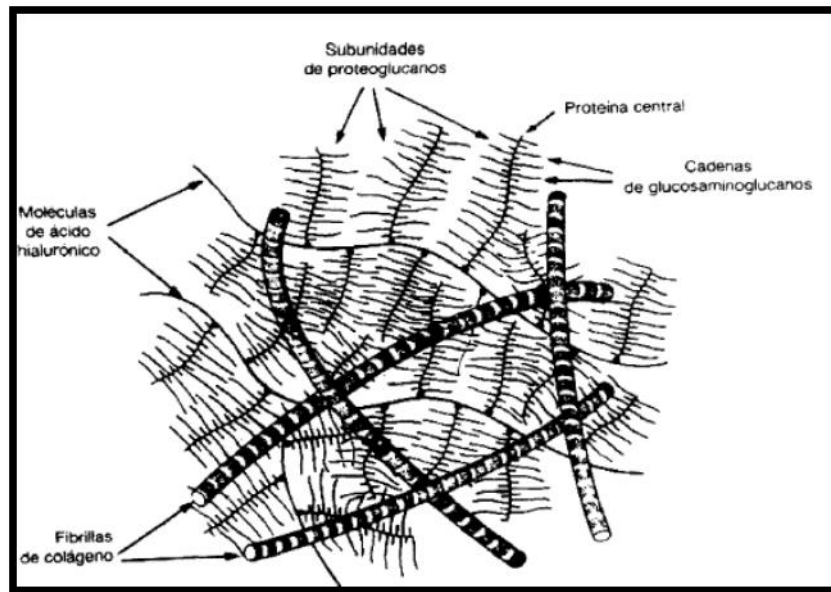 Subunidades
de proteoglucanos
Proteína central
Cadenas
de glucosaminoglucanos
Moléculas
de ácido
hialurónico
Fibrillas
de colágeno